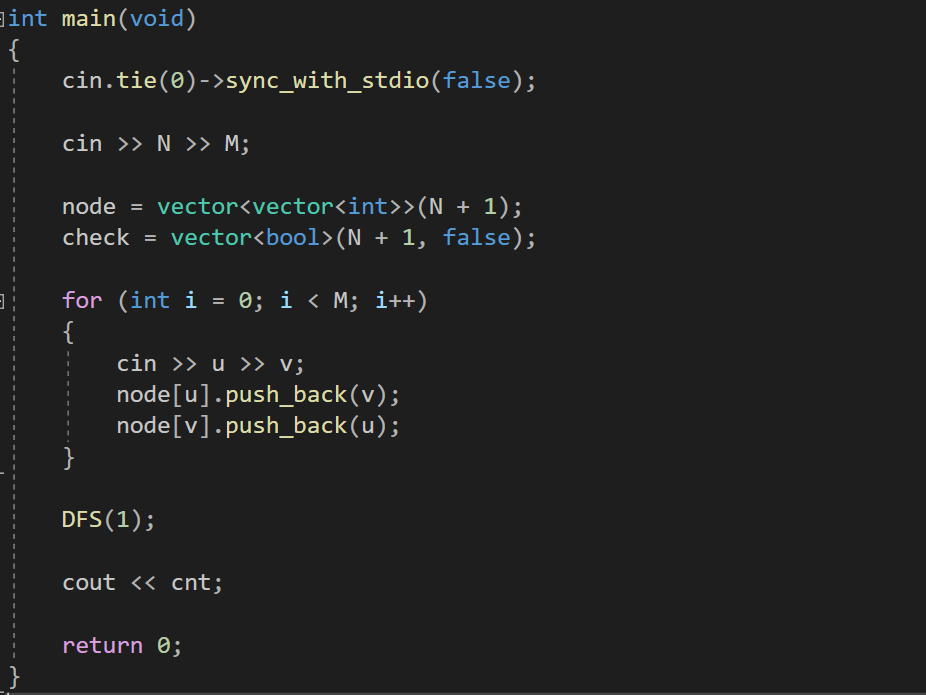 int main(void)
{
cin.tie(0)->sync_with_stdio(false);
cin >> N >> M;
node = vector<vector<int>>(N + 1);
check = vector<bool>(N + 1, false);
for (int i = 0; i < M; i++)
{
cin >> u >> v;
node[u].push_back(v);
node[v].push_back(u);
}
DFS(1);
cout << cnt;
return 0;
}